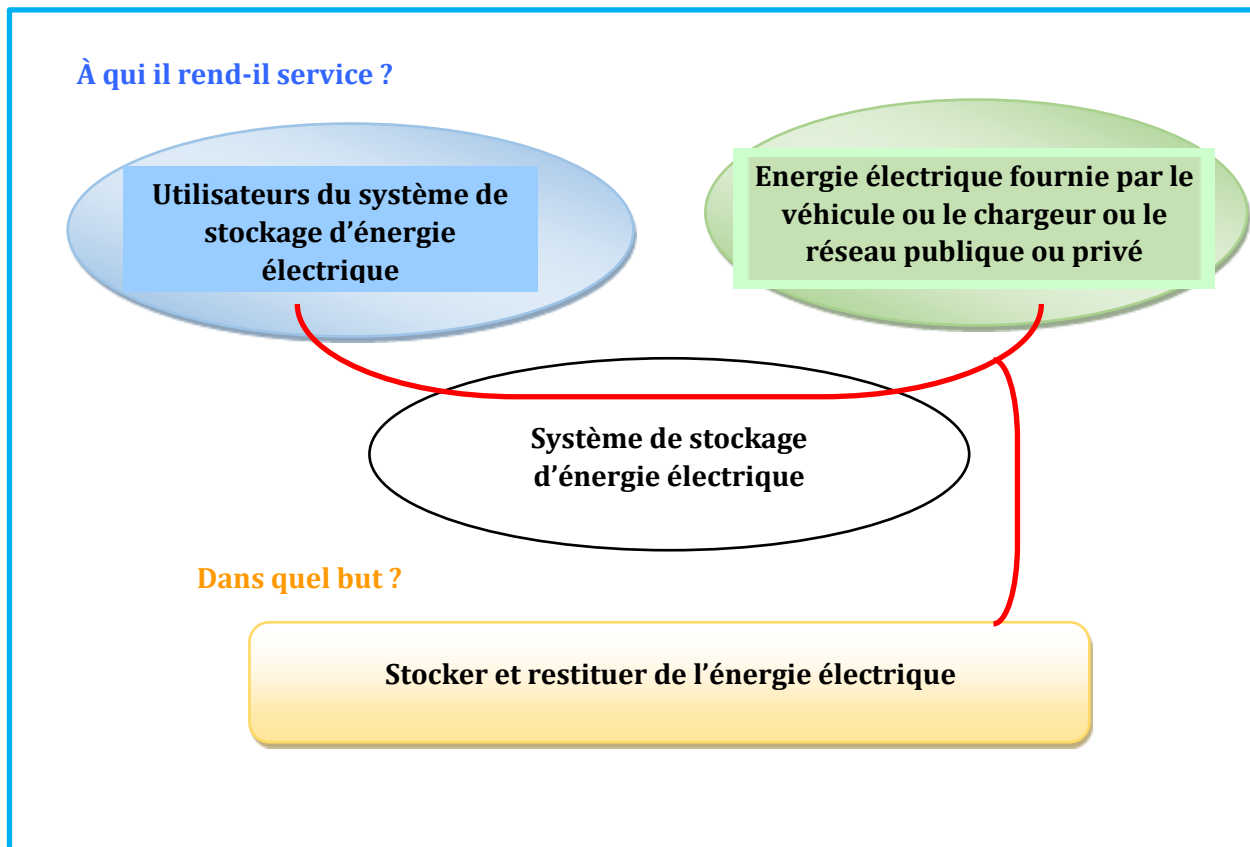 À qui il rend-il service ?
Utilisateurs du système de
stockage d’énergie
électrique
Energie électrique fournie par le
véhicule ou le chargeur ou le
réseau publique ou privé
Système de stockage
d’énergie électrique
Dans quel but ?
Stocker et restituer de l’énergie électrique